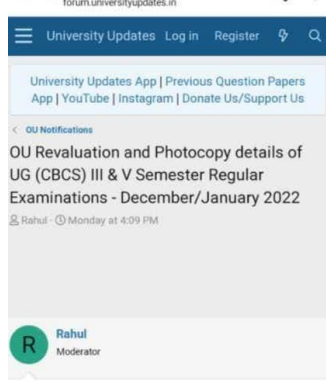 forum.universityupdates.in
University Updates Log in Register
University Updates App | Previous Question Papers
App | YouTube | Instagram | Donate Us/Support Us
< OU Notifications
OU Revaluation and Photocopy details of
UG (CBCS) III & V Semester Regular
Examinations - December/January 2022
Rahul · Monday at 4:09 PM
R
Rahul
Moderator